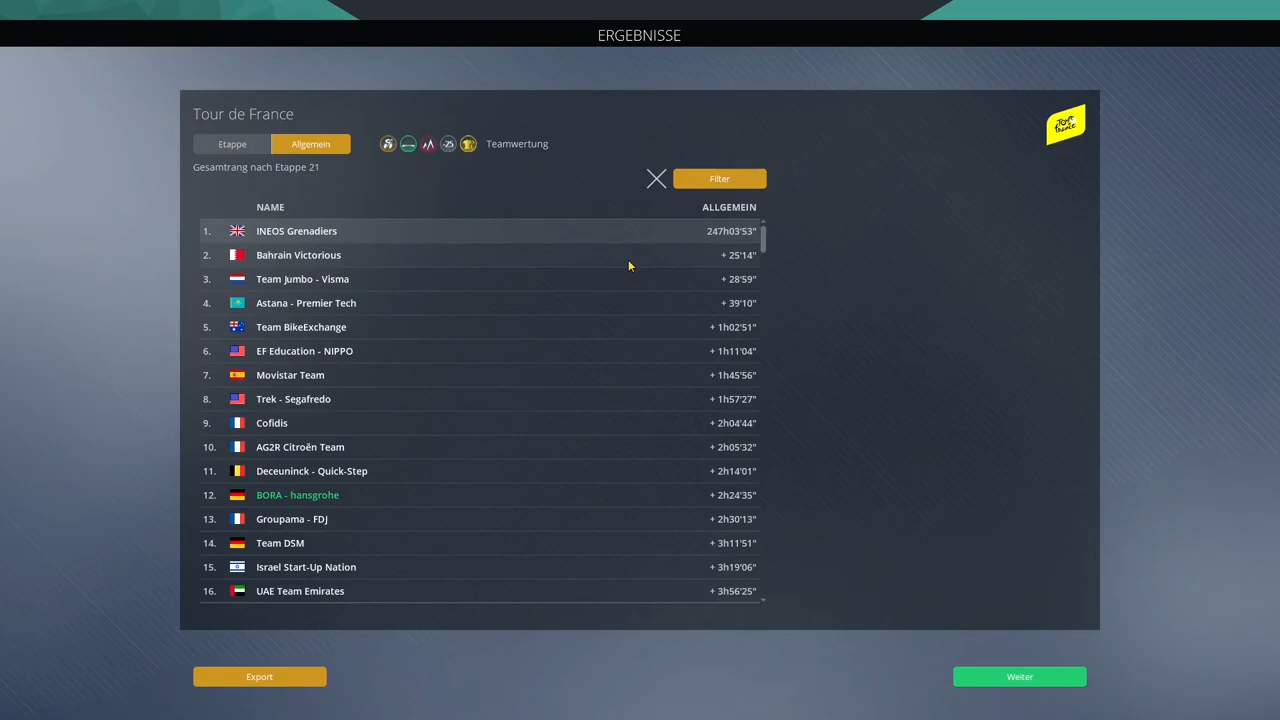 ERGEBNISSE
Tour de France
Etappe Allgemein -25 Teamwertung
Tour de France
Gesamtrang nach Etappe 21
Filter
NAME ALLGEMEIN
1. INEOS Grenadiers 247h03'53"
2. Bahrain Victorious + 25'14"
3. Team Jumbo - Visma + 28'59"
4. Astana - Premier Tech + 39'10"
5. Team BikeExchange + 1h02'51"
6. EF Education - NIPPO + 1h11'04"
7. Movistar Team + 1h45'56"
8. Trek - Segafredo + 1h57'27"
9. Cofidis + 2h04'44"
10. AG2R Citroën Team + 2h05'32"
11. Deceuninck - Quick-Step + 2h14'01"
12. BORA - hansgrohe + 2h24'35"
13. Groupama - FDJ + 2h30'13"
14. Team DSM + 3h11'51"
15. Israel Start-Up Nation + 3h19'06"
16. UAE Team Emirates + 3h56'25"
Export Weiter